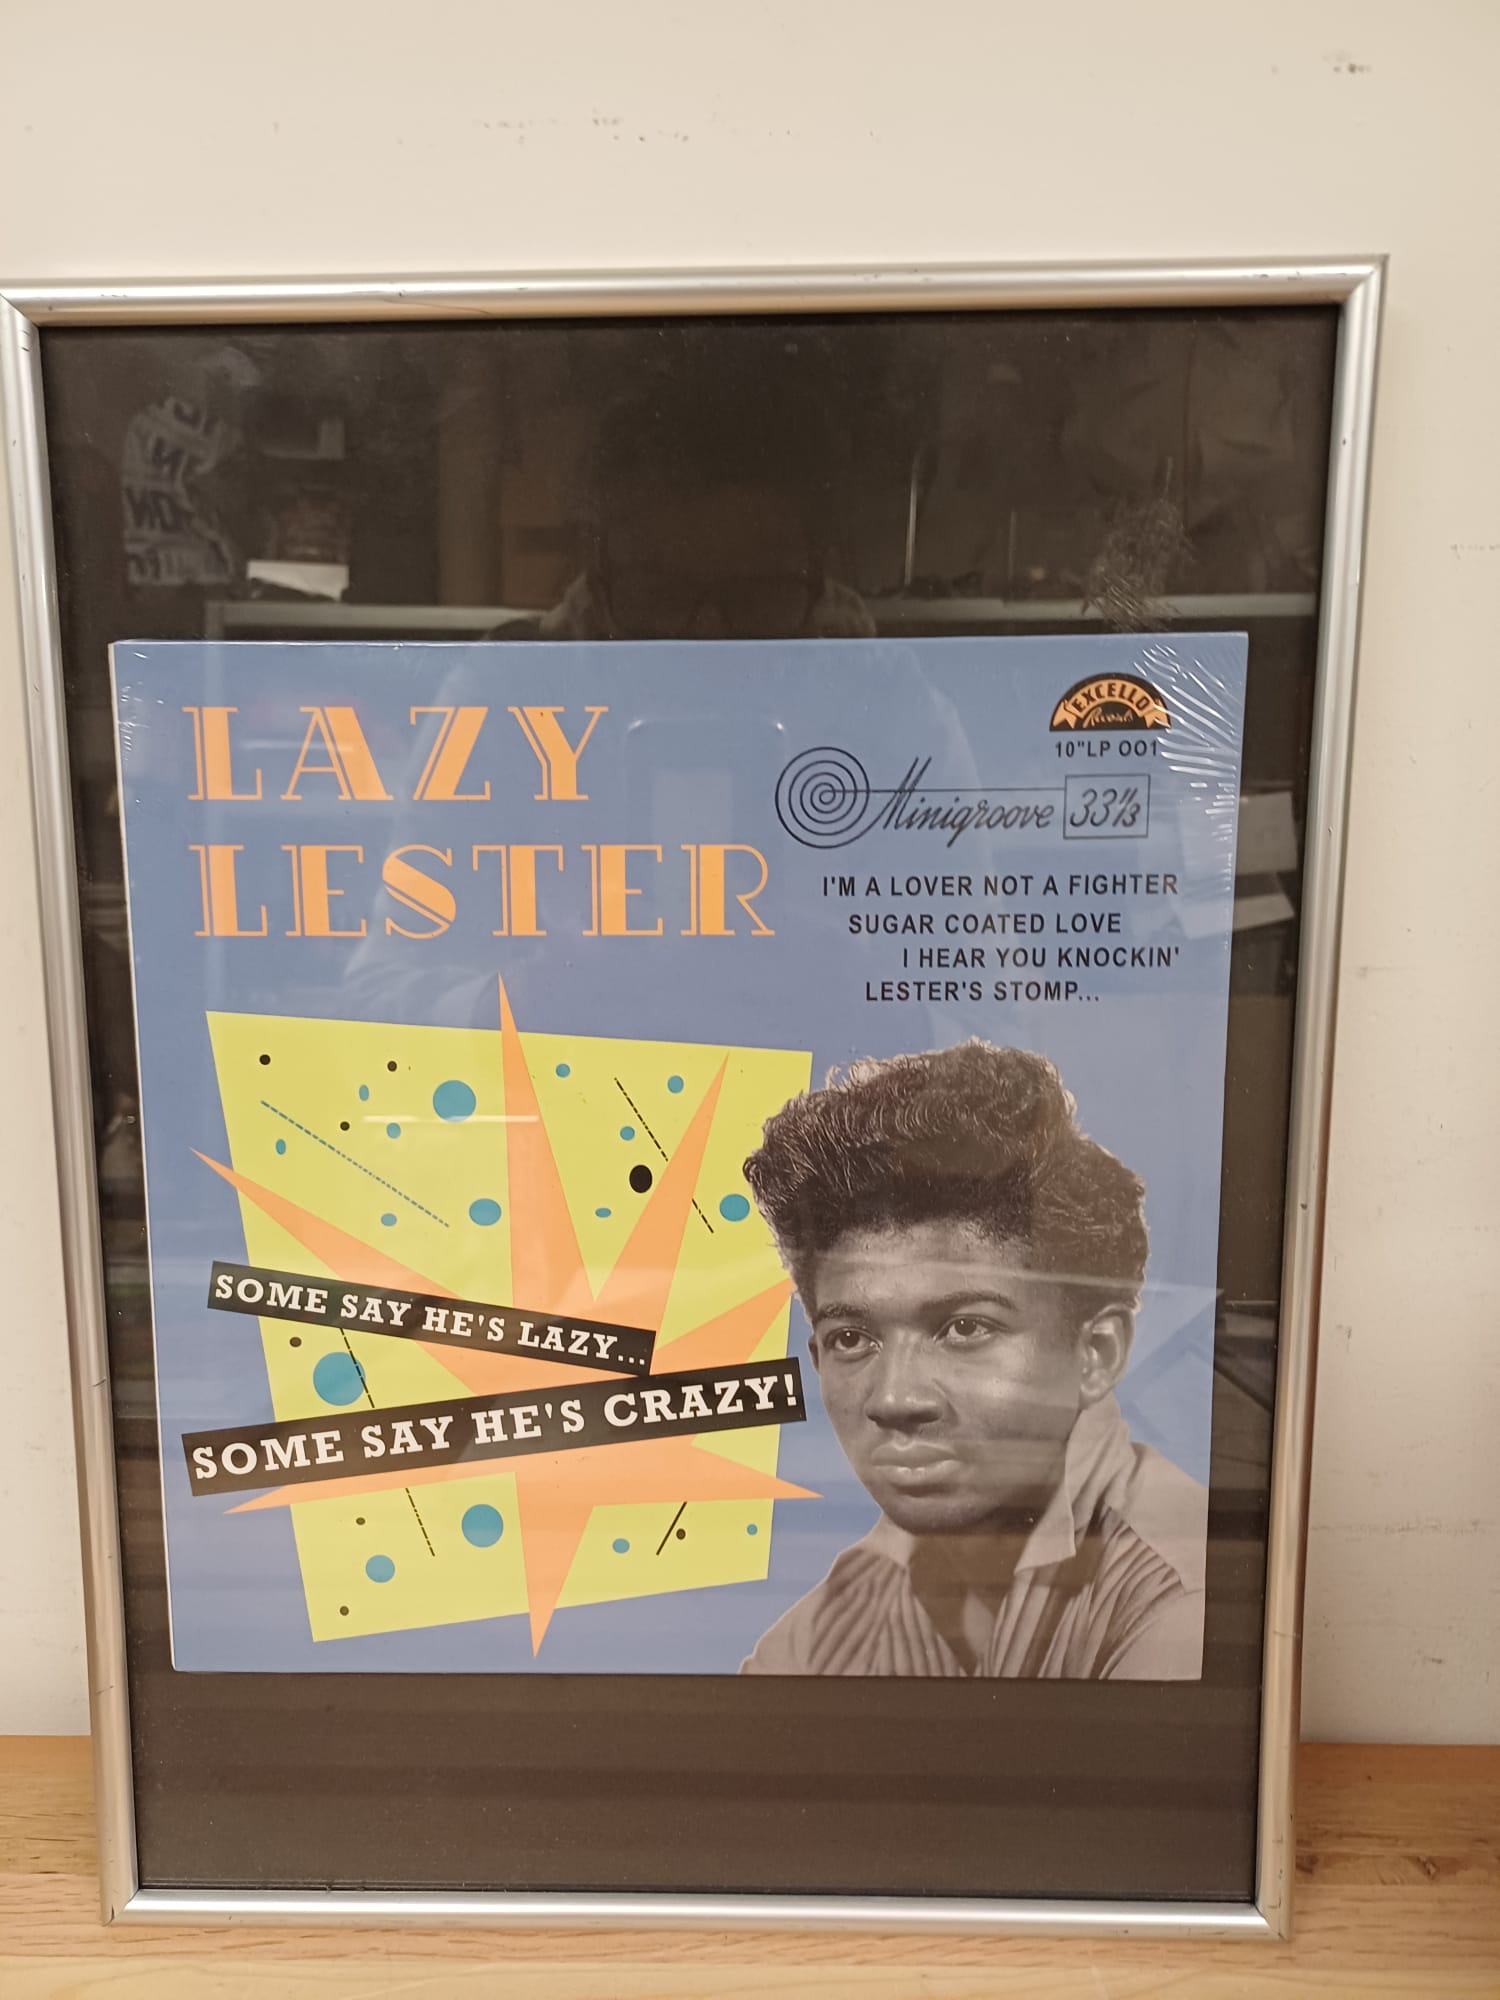 LAZY
LESTER
EXCELLO
Records
10"LP 001
Minigroove 33⅓
I'M A LOVER NOT A FIGHTER
SUGAR COATED LOVE
I HEAR YOU KNOCKIN'
LESTER'S STOMP...
SOME SAY HE'S LAZY...
SOME SAY HE'S CRAZY!